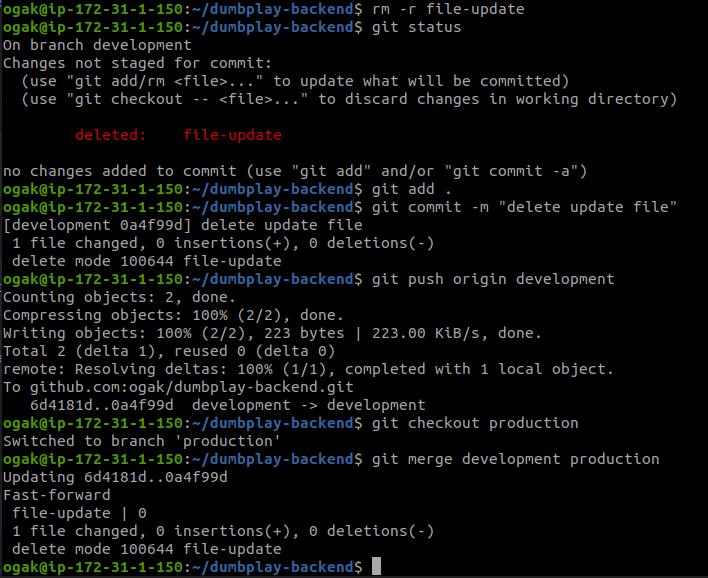 ogak@ip-172-31-1-150:~/dumbplay-backend$ rm -r file-update
ogak@ip-172-31-1-150:~/dumbplay-backend$ git status
On branch development
Changes not staged for commit:
  (use "git add/rm <file>..." to update what will be committed)
  (use "git checkout -- <file>..." to discard changes in working directory)
        deleted:    file-update
no changes added to commit (use "git add" and/or "git commit -a")
ogak@ip-172-31-1-150:~/dumbplay-backend$ git add .
ogak@ip-172-31-1-150:~/dumbplay-backend$ git commit -m "delete update file"
[development 0a4f99d] delete update file
 1 file changed, 0 insertions(+), 0 deletions(-)
 delete mode 100644 file-update
ogak@ip-172-31-1-150:~/dumbplay-backend$ git push origin development
Counting objects: 2, done.
Compressing objects: 100% (2/2), done.
Writing objects: 100% (2/2), 223 bytes | 223.00 KiB/s, done.
Total 2 (delta 1), reused 0 (delta 0)
remote: Resolving deltas: 100% (1/1), completed with 1 local object.
To github.com:ogak/dumbplay-backend.git
   6d4181d..0a4f99d  development -> development
ogak@ip-172-31-1-150:~/dumbplay-backend$ git checkout production
Switched to branch 'production'
ogak@ip-172-31-1-150:~/dumbplay-backend$ git merge development production
Updating 6d4181d..0a4f99d
Fast-forward
 file-update | 0
 1 file changed, 0 insertions(+), 0 deletions(-)
 delete mode 100644 file-update
ogak@ip-172-31-1-150:~/dumbplay-backend$